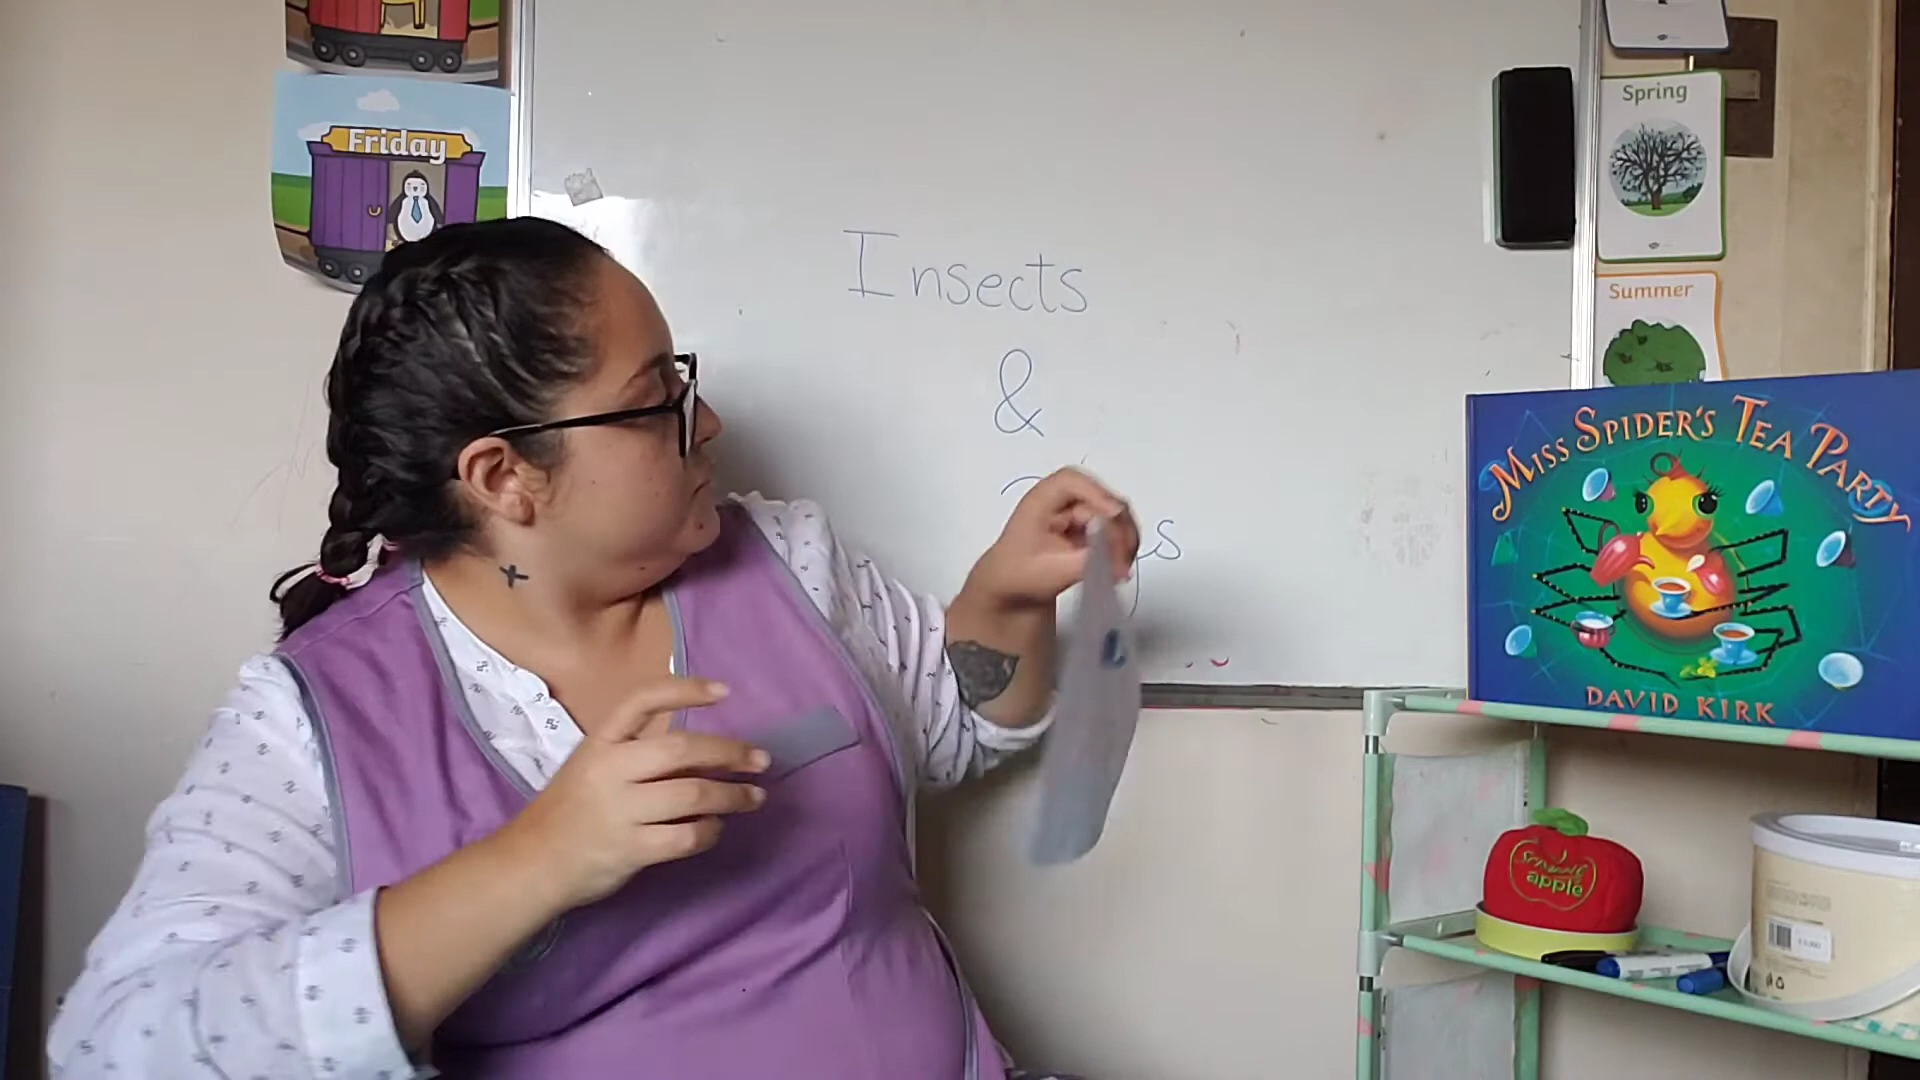 Friday
Insects
&
Spring
Summer
MISS SPIDER'S TEA PARTY
DAVID KIRK
apple